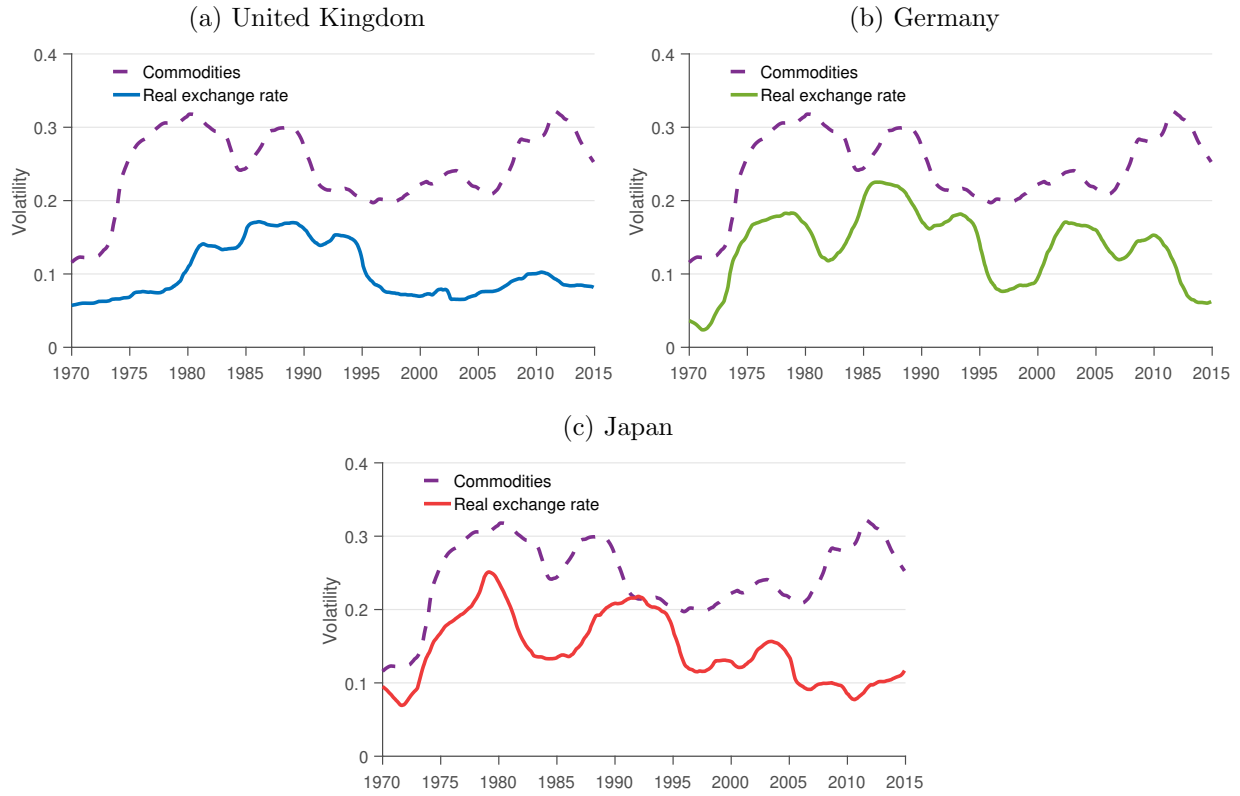 (a) United Kingdom
0.4
0.3
0.2
0.1
0
Volatility
Commodities
Real exchange rate
1970 1975 1980 1985 1990 1995 2000 2005 2010 2015
(b) Germany
0.4
0.3
0.2
0.1
0
Volatility
Commodities
Real exchange rate
1970 1975 1980 1985 1990 1995 2000 2005 2010 2015
(c) Japan
0.4
0.3
0.2
0.1
0
Volatility
Commodities
Real exchange rate
1970 1975 1980 1985 1990 1995 2000 2005 2010 2015